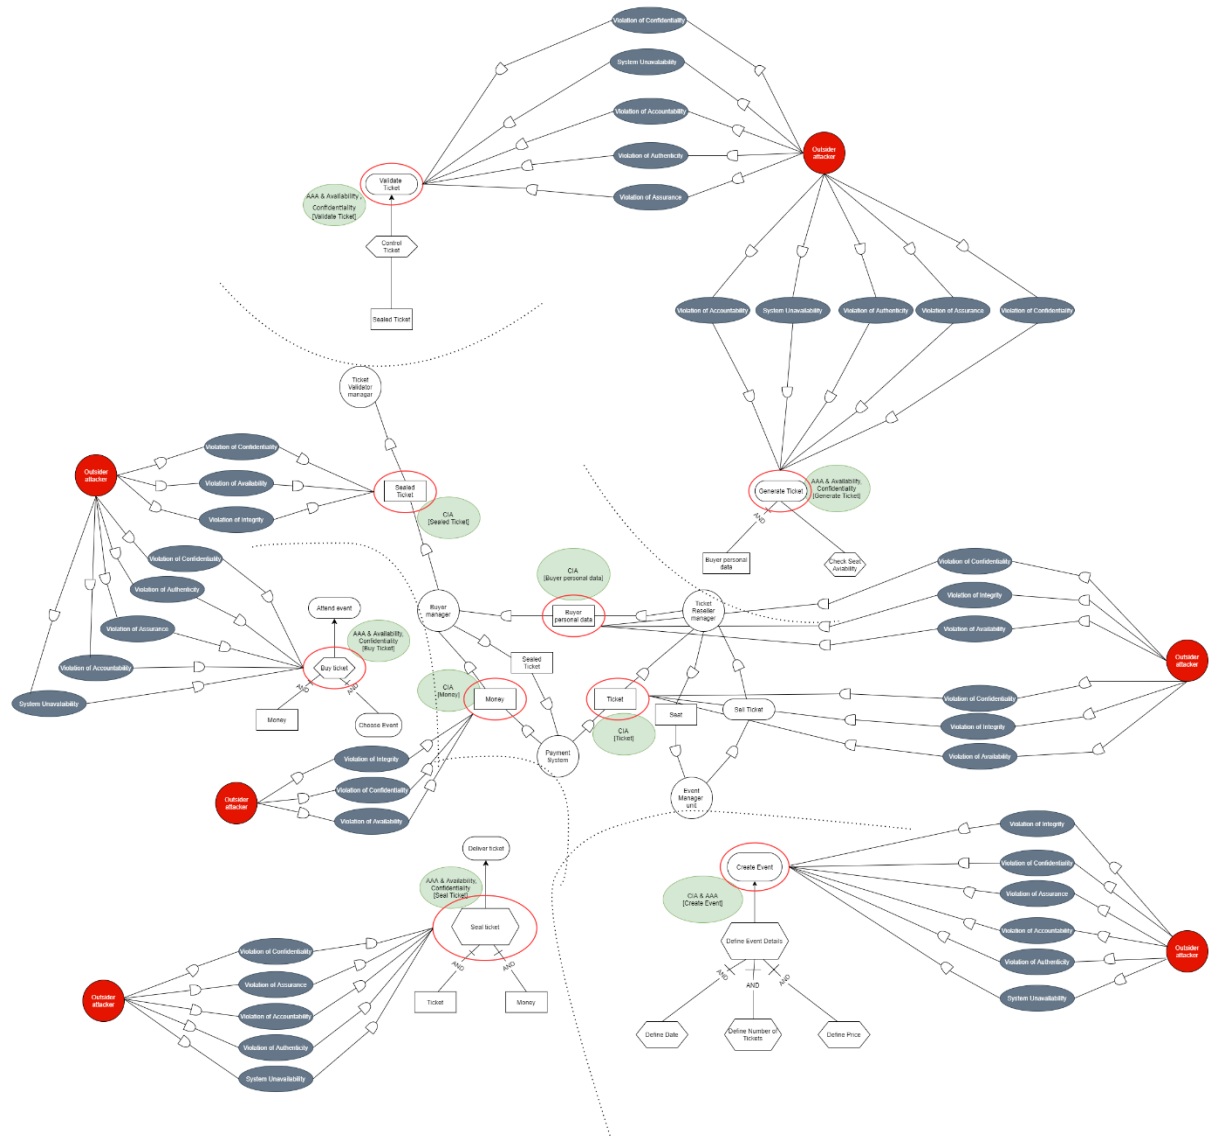 Violation of Confidentiality
System Unavailability
Violation of Accountability
Violation of Authenticity
Violation of Assurance
Outsider
attacker
Validate
Ticket
AAA & Availability ,
Confidentiality
[Validate Ticket]
Control
Ticket
Sealed Ticket
Violation of Accountability
System Unavailability
Violation of Authenticity
Violation of Assurance
Violation of Confidentiality
Ticket
Validator
manager
Outsider
attacker
Violation of Confidentiality
Violation of Availability
Violation of Integrity
Sealed
Ticket
CIA
[Sealed Ticket]
Generate Ticket
AAA & Availability,
Confidentiality
[Generate Ticket]
AND
Buyer personal
data
Check Seat
Aviability
Violation of Confidentiality
Violation of Authenticity
Violation of Assurance
Violation of Accountability
System Unavailability
Attend event
AAA & Availability,
Confidentiality
[Buy Ticket]
Buy ticket
AND
AND
Money
Choose Event
Buyer
manager
CIA
[Buyer personal data]
Buyer
personal data
Ticket
Reseller
manager
Violation of Confidentiality
Violation of Integrity
Violation of Availability
Outsider
attacker
Sealed
Ticket
CIA
[Money]
Money
Ticket
CIA
[Ticket]
Seat
Sell Ticket
Violation of Confidentiality
Violation of Integrity
Violation of Availability
Payment
System
Event
Manager
unit
Outsider
attacker
Violation of Integrity
Violation of Confidentiality
Violation of Availability
Deliver ticket
AAA & Availability,
Confidentiality
[Seal Ticket]
Seal ticket
AND
AND
Ticket
Money
Outsider
attacker
Violation of Confidentiality
Violation of Assurance
Violation of Accountability
Violation of Authenticity
System Unavailability
Create Event
CIA & AAA
[Create Event]
Define Event Details
AND
AND
AND
Define Date
Define Number of
Tickets
Define Price
Violation of Integrity
Violation of Confidentiality
Violation of Assurance
Violation of Accountability
Violation of Authenticity
System Unavailability
Outsider
attacker